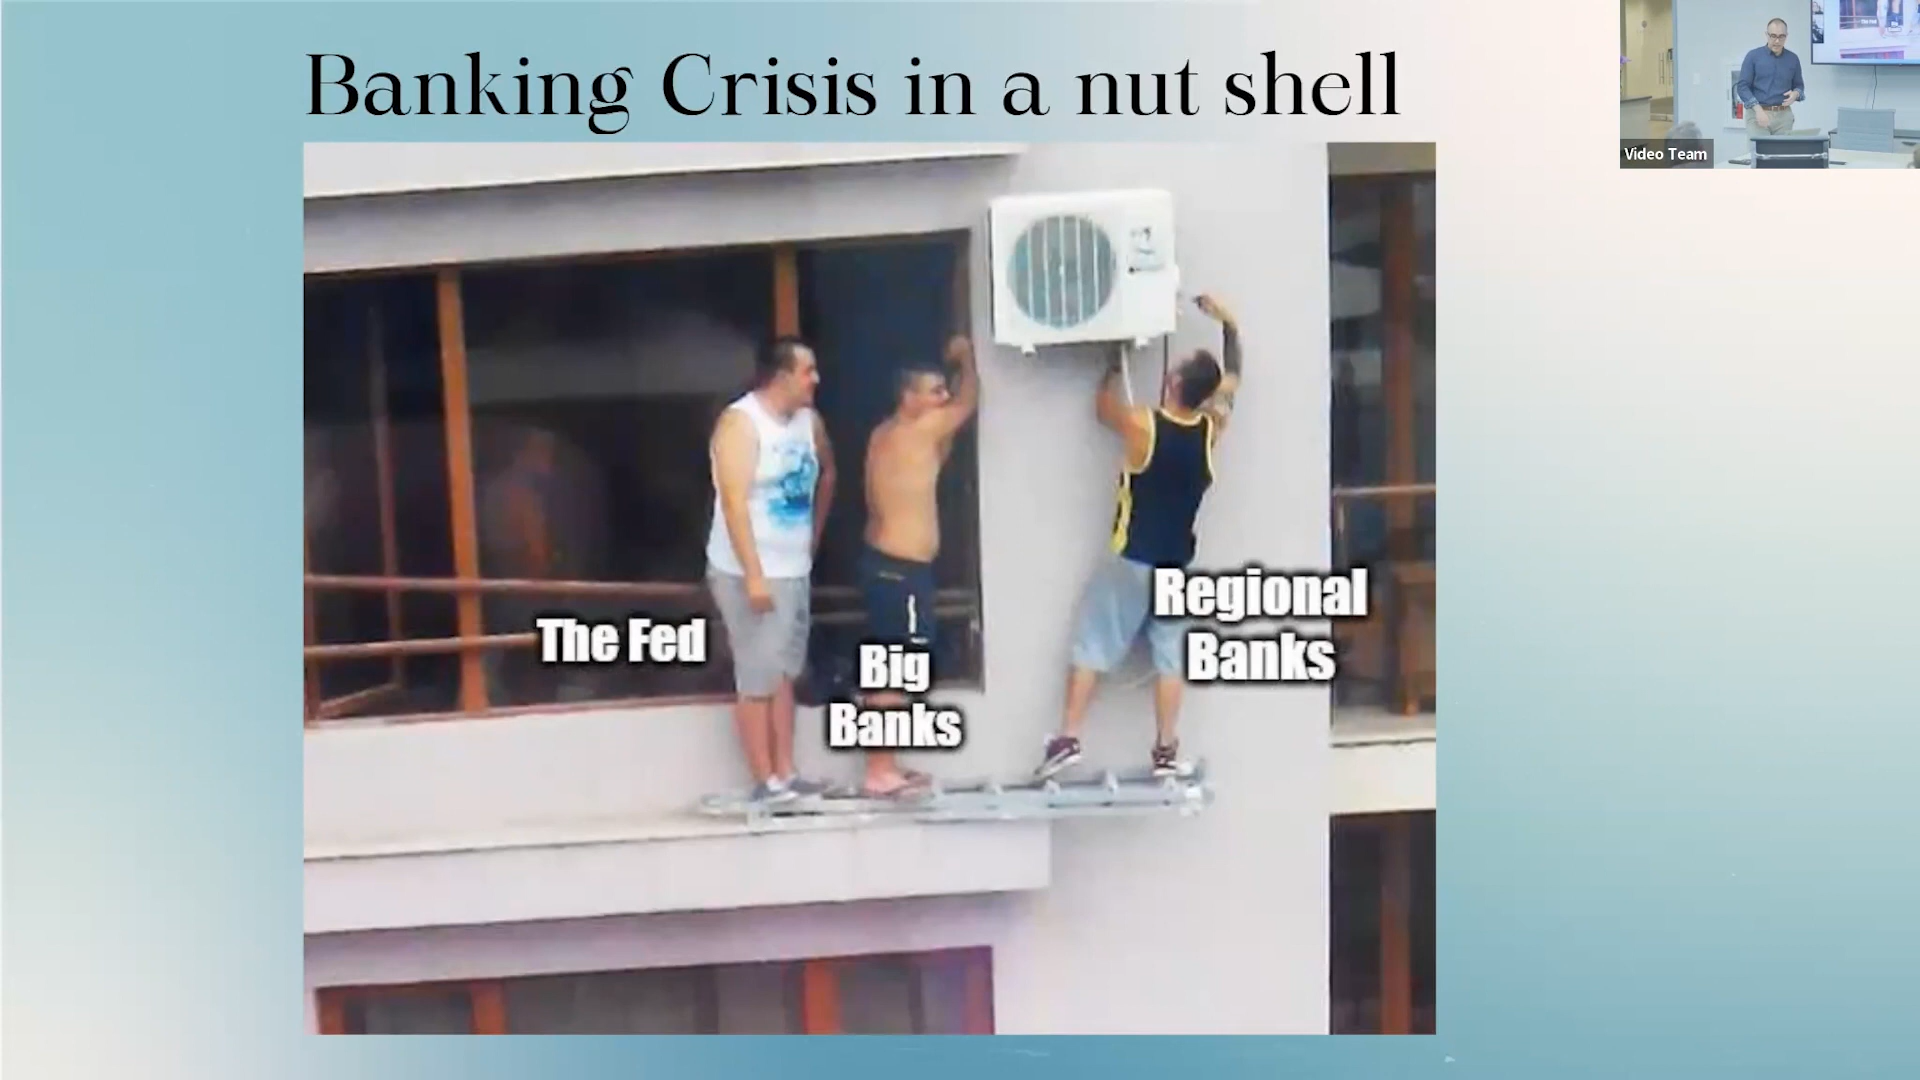 Banking Crisis in a nut shell
Video Team
The Fed
Big
Banks
Regional
Banks